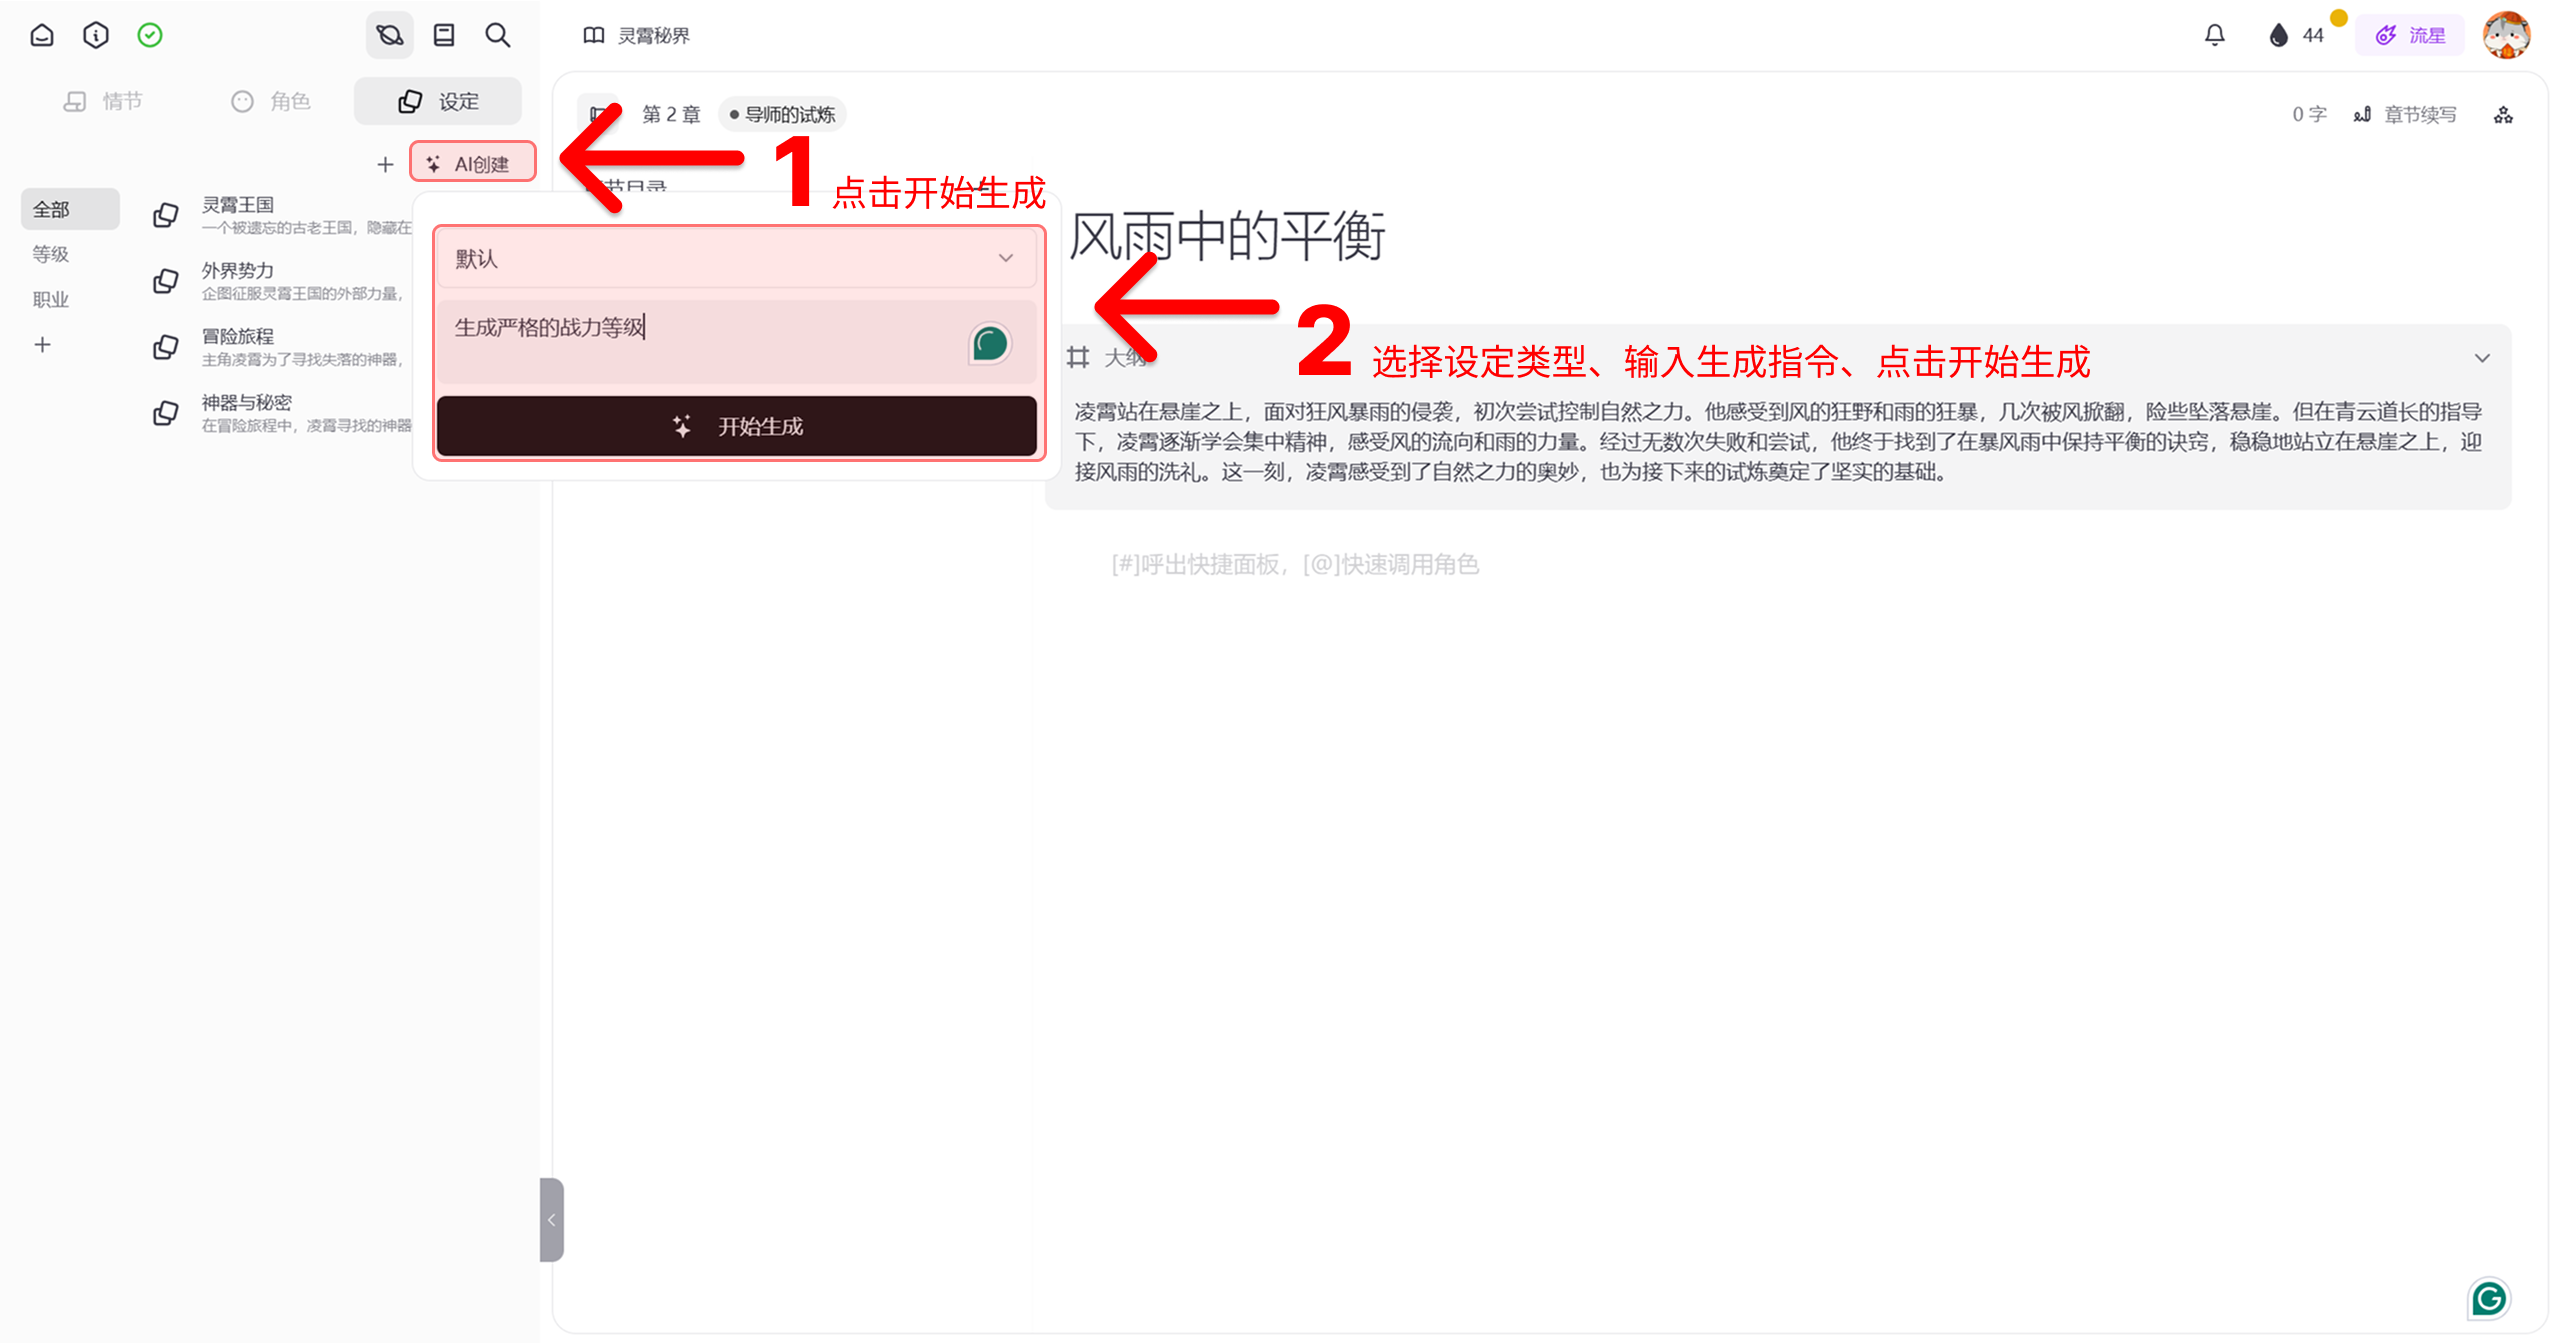 灵霄秘界
44
流星
情节
角色
设定
第 2 章
导师的试炼
0 字
章节续写
AI创建
1 点击开始生成
全部
等级
职业
灵霄王国
一个被遗忘的古老王国，隐藏在
外界势力
企图征服灵霄王国的外部力量，
冒险旅程
主角凌霄为了寻找失落的神器，
神器与秘密
在冒险旅程中，凌霄寻找的神器
节目录
默认
生成严格的战力等级
开始生成
风雨中的平衡
2 选择设定类型、输入生成指令、点击开始生成
大纲
凌霄站在悬崖之上，面对狂风暴雨的侵袭，初次尝试控制自然之力。他感受到风的狂野和雨的狂暴，几次被风掀翻，险些坠落悬崖。但在青云道长的指导
下，凌霄逐渐学会集中精神，感受风的流向和雨的力量。经过无数次失败和尝试，他终于找到了在暴风雨中保持平衡的诀窍，稳稳地站立在悬崖之上，迎
接风雨的洗礼。这一刻，凌霄感受到了自然之力的奥妙，也为接下来的试炼奠定了坚实的基础。
[#]呼出快捷面板，[@]快速调用角色